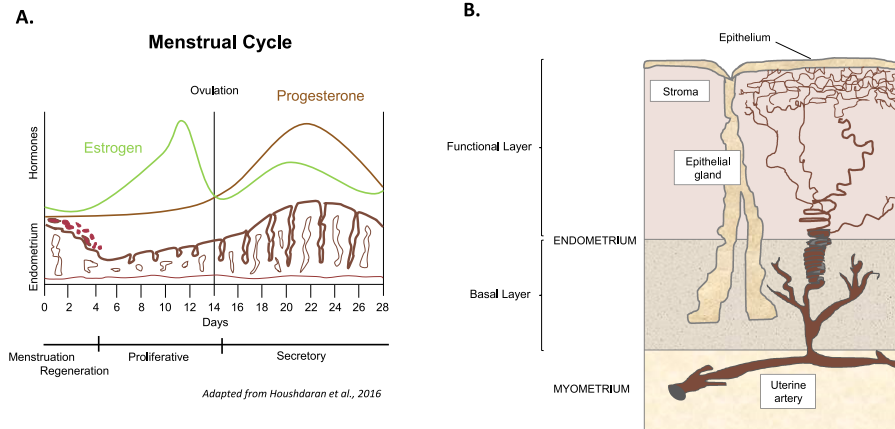 A.
Menstrual Cycle
Ovulation
Progesterone
Estrogen
Hormones
Endometrium
0 2 4 6 8 10 12 14 16 18 20 22 24 26 28
Days
Menstruation
Regeneration
Proliferative
Secretory
Adapted from Houshdaran et al., 2016
B.
Epithelium
Stroma
Functional Layer
Epithelial
gland
ENDOMETRIUM
Basal Layer
MYOMETRIUM
Uterine
artery